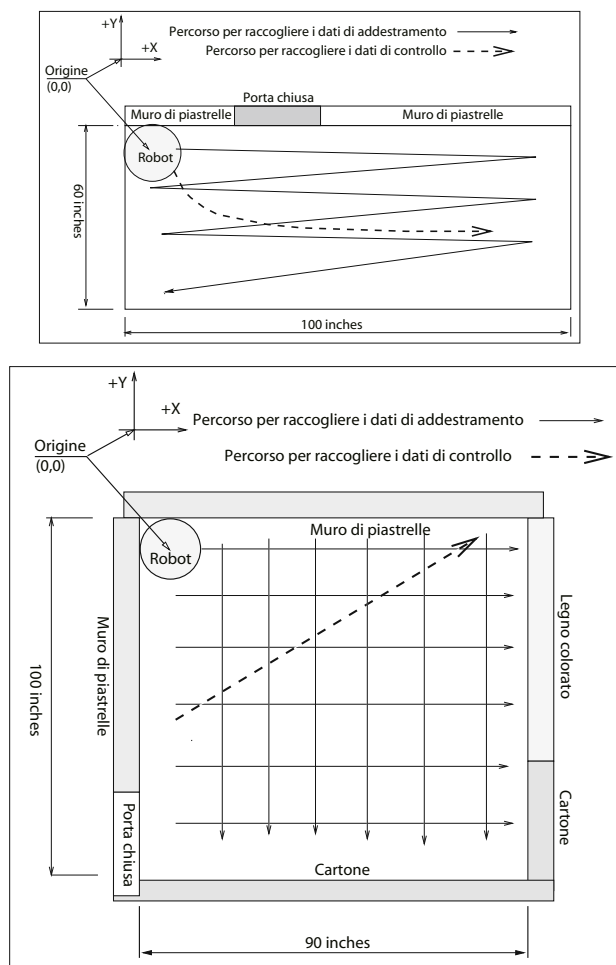 +Y
Percorso per raccogliere i dati di addestramento
+X
Percorso per raccogliere i dati di controllo
Origine
(0,0)
Porta chiusa
Muro di piastrelle
Muro di piastrelle
Robot
60 inches
100 inches
+Y
+X
Percorso per raccogliere i dati di addestramento
Origine
(0,0)
Percorso per raccogliere i dati di controllo
Muro di piastrelle
Robot
Muro di piastrelle
Legno colorato
100 inches
Porta chiusa
Cartone
Cartone
90 inches